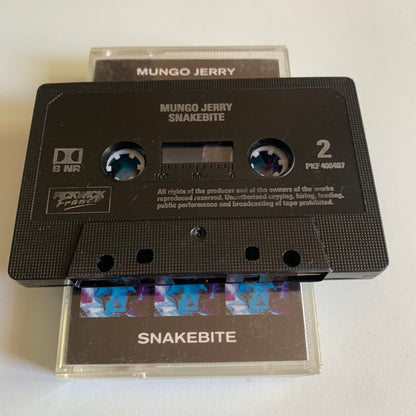 MUNGO JERRY
MUNGO JERRY
SNAKEBITE
B NR
2
PKF 406407
100 50 0
PICKWICK
France
All rights of the producer and of the owners of the works
reproduced reserved. Unauthorised copying, hiring, lending,
public performance and broadcasting of tape prohibited.
SNAKEBITE